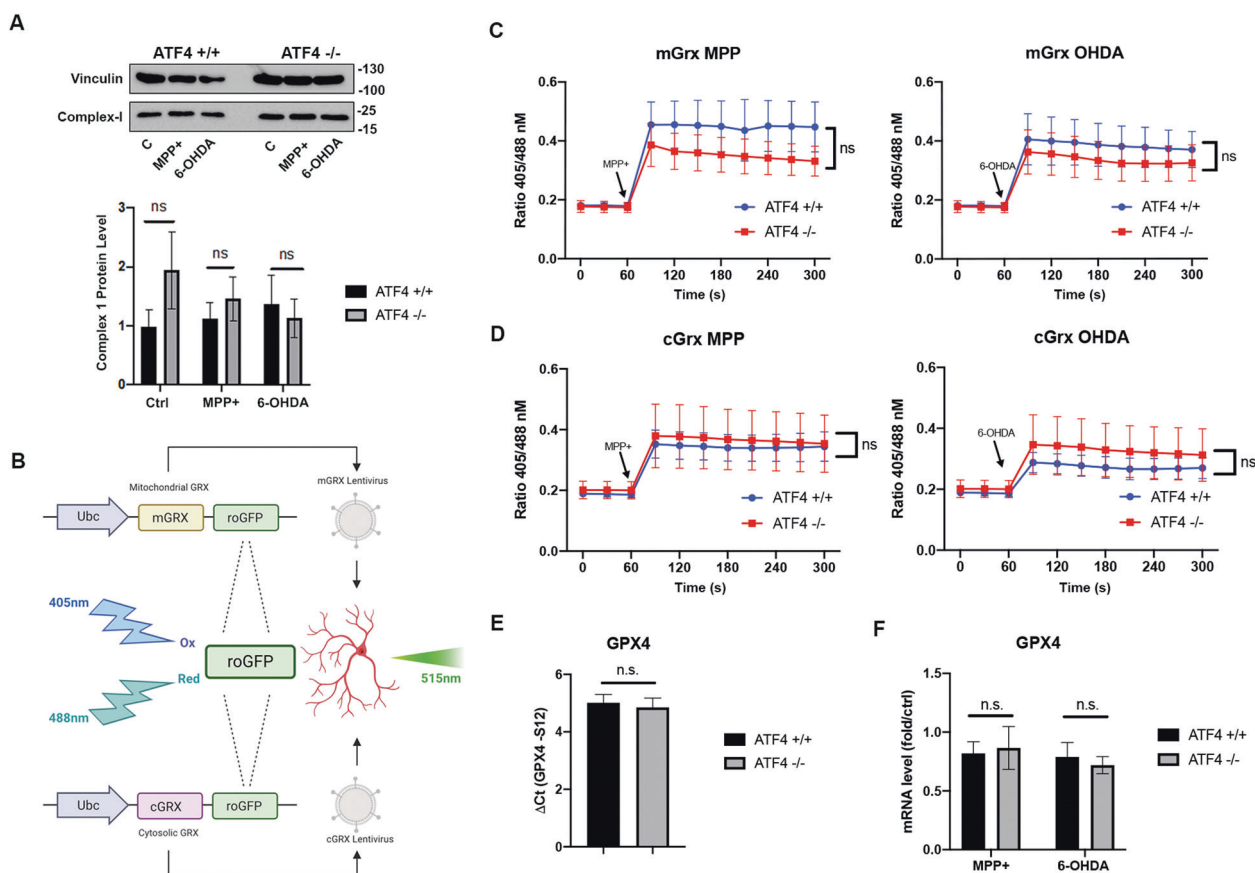 A
ATF4 +/+
ATF4 -/-
Vinculin
-130
-100
Complex-I
-25
-15
C
MPP+
6-OHDA
C
MPP+
6-OHDA
Complex 1 Protein Level
3
2
1
0
ns
ns
ns
Ctrl
MPP+
6-OHDA
ATF4 +/+
ATF4 -/-
B
Mitochondrial GRX
mGRX Lentivirus
Ubc
mGRX
roGFP
405nm
Ox
roGFP
Red
488nm
515nm
Ubc
cGRX
roGFP
Cytosolic GRX
cGRX Lentivirus
C
mGrx MPP
Ratio 405/488 nM
0.6
0.4
0.2
0.0
MPP+
ns
ATF4 +/+
ATF4 -/-
0
60
120
180
240
300
Time (s)
mGrx OHDA
Ratio 405/488 nM
0.6
0.4
0.2
0.0
6-OHDA
ns
ATF4 +/+
ATF4 -/-
0
60
120
180
240
300
Time (s)
D
cGrx MPP
Ratio 405/488 nM
0.6
0.4
0.2
0.0
MPP+
ns
ATF4 +/+
ATF4 -/-
0
60
120
180
240
300
Time (s)
cGrx OHDA
Ratio 405/488 nM
0.6
0.4
0.2
0.0
6-OHDA
ns
ATF4 +/+
ATF4 -/-
0
60
120
180
240
300
Time (s)
E
GPX4
ΔCt (GPX4 -S12)
6
4
2
0
n.s.
ATF4 +/+
ATF4 -/-
F
GPX4
mRNA level (fold/ctrl)
1.5
1.0
0.5
0.0
n.s.
n.s.
MPP+
6-OHDA
ATF4 +/+
ATF4 -/-